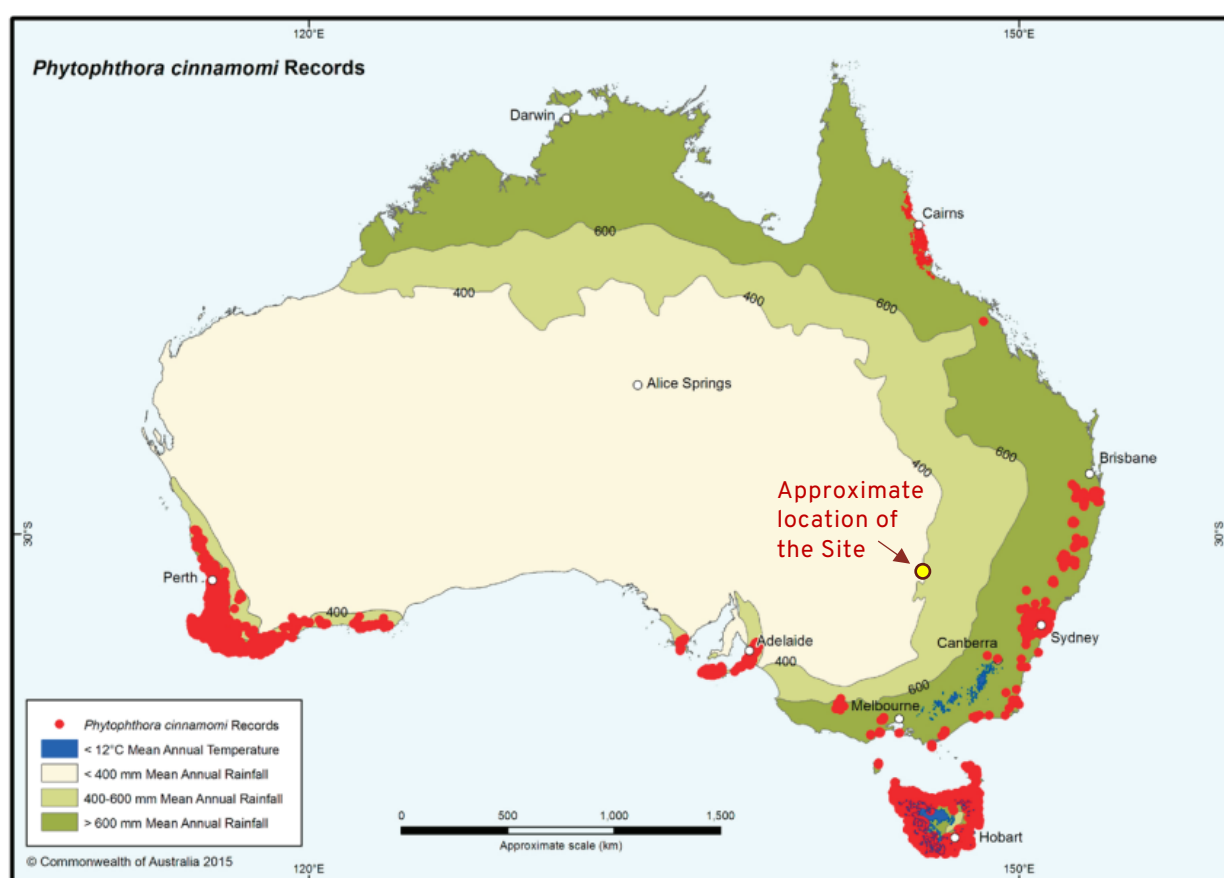 120°E
150°E
Phytophthora cinnamomi Records
Darwin
Cairns
600
400
400
600
Alice Springs
Brisbane
600
400
Approximate
location of
the Site
30°S
30°S
Perth
400
Adelaide
400
Canberra
Sydney
600
Melbourne
Hobart
Phytophthora cinnamomi Records
< 12°C Mean Annual Temperature
< 400 mm Mean Annual Rainfall
400-600 mm Mean Annual Rainfall
> 600 mm Mean Annual Rainfall
0 500 1,000 1,500
Approximate scale (km)
© Commonwealth of Australia 2015
120°E
150°E